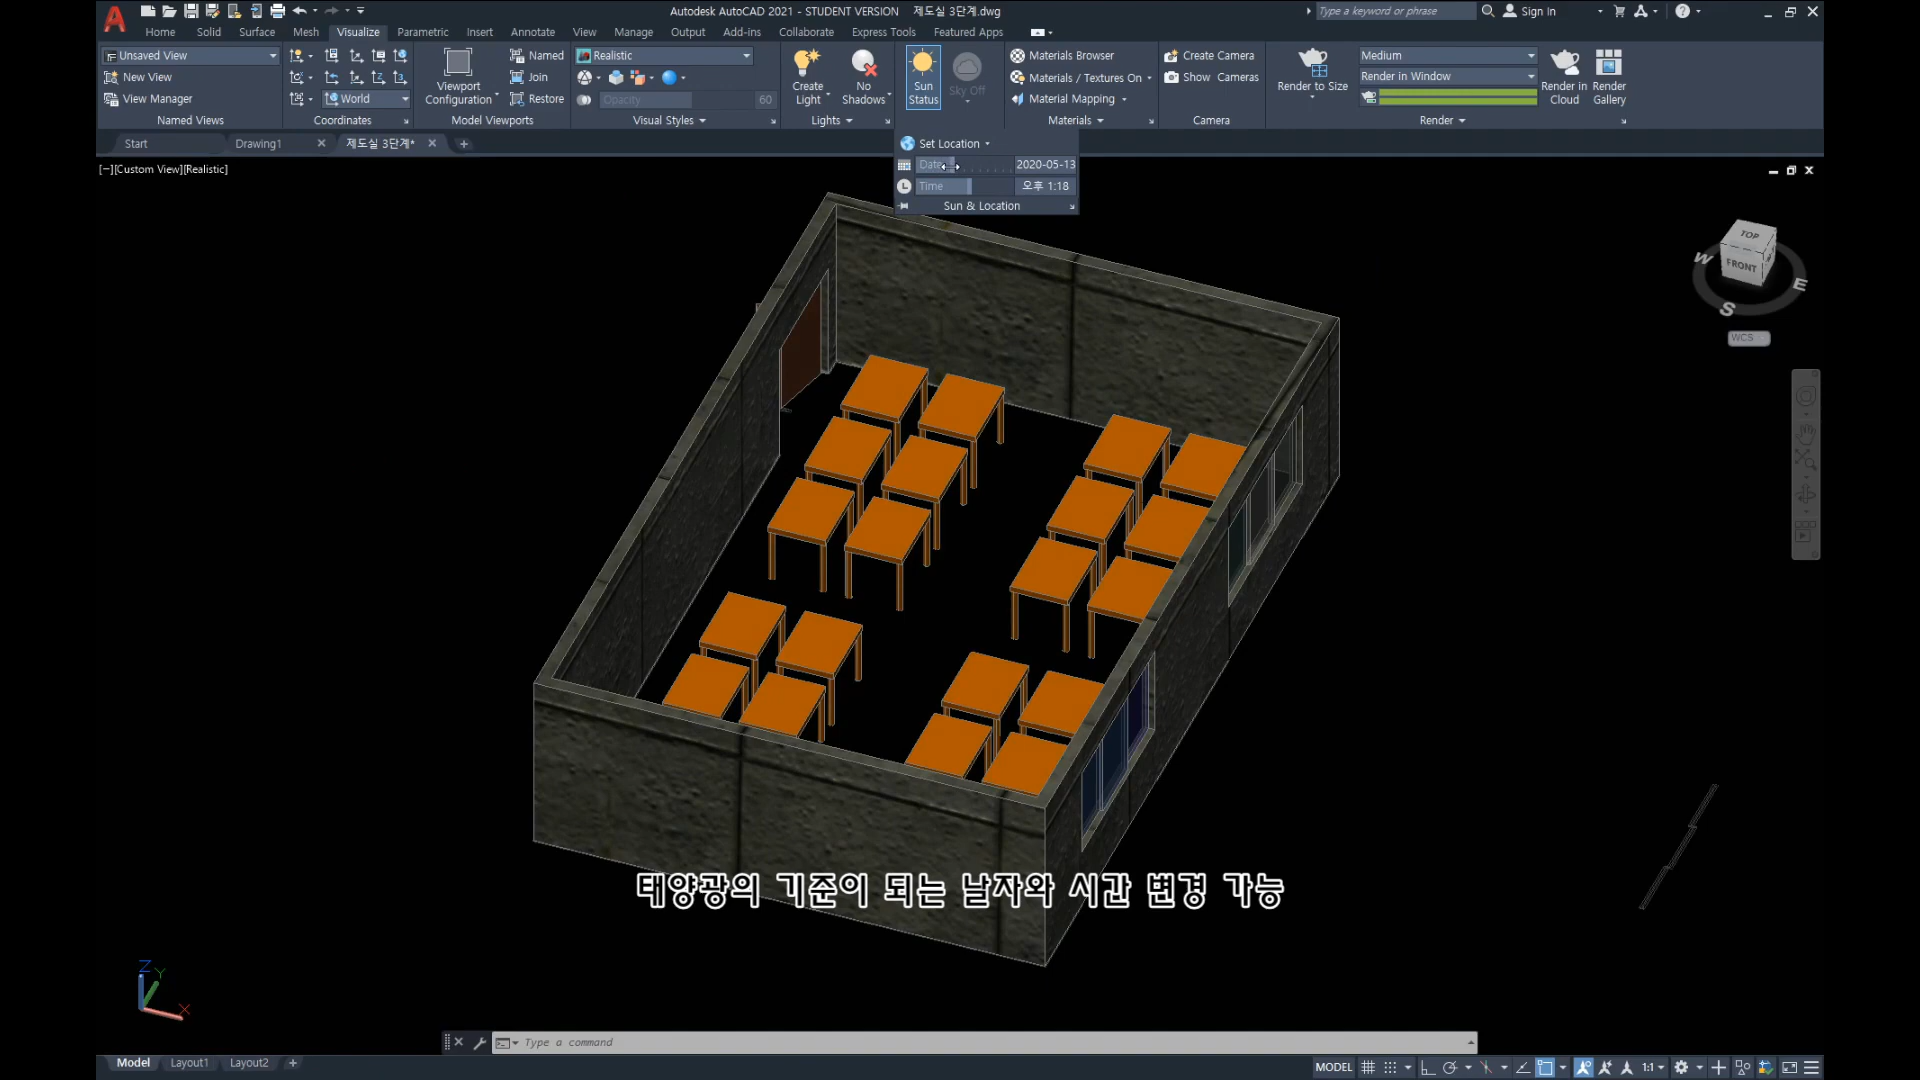 Autodesk AutoCAD 2021 - STUDENT VERSION 제도실 3단계.dwg
Type a keyword or phrase
Sign In
Home Solid Surface Mesh Visualize Parametric Insert Annotate View Manage Output Add-ins Collaborate Express Tools Featured Apps
Unsaved View
New View
View Manager
Named Views
World
Coordinates
Viewport
Configuration
Named
Join
Restore
Model Viewports
Realistic
Opacity 60
Visual Styles
Create
Light
No
Shadows
Lights
Sun
Status
Sky Off
Materials Browser
Materials / Textures On
Material Mapping
Materials
Create Camera
Show Cameras
Camera
Render to Size
Medium
Render in Window
Render in
Cloud
Render
Gallery
Render
Start Drawing1 제도실 3단계*
Set Location
Date 2020-05-13
Time 오후 1:18
Sun & Location
[−][Custom View][Realistic]
TOP
FRONT
W
S
E
WCS
태양광의 기준이 되는 날자와 시간 변경 가능
Z
Y
X
Type a command
Model Layout1 Layout2
MODEL
1:1